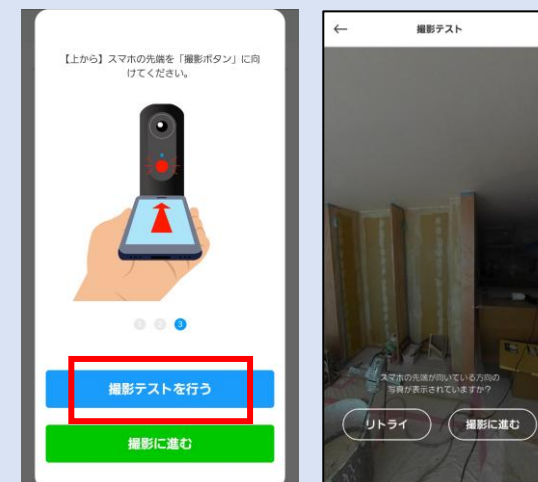 【上から】スマホの先端を「撮影ボタン」に向
けてください。
1 2 3
撮影テストを行う
撮影に進む
← 撮影テスト
スマホの先端が向いている方向の
写真が表示されていますか？
リトライ
撮影に進む